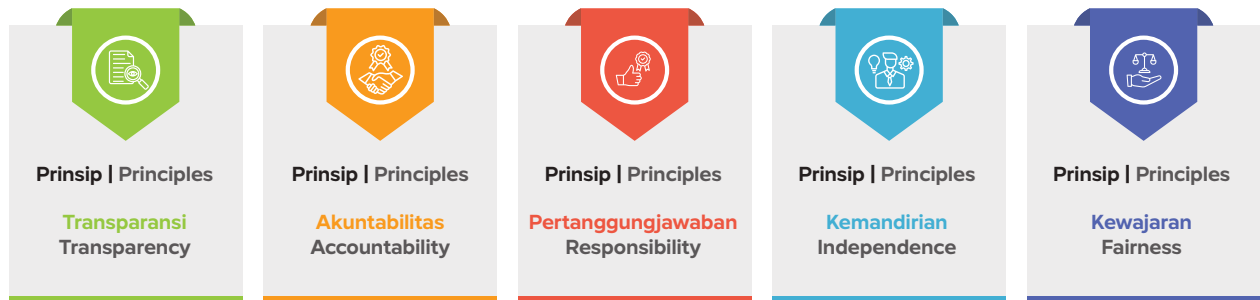 Prinsip | Principles
Transparansi
Transparency
Prinsip | Principles
Akuntabilitas
Accountability
Prinsip | Principles
Pertanggungjawaban
Responsibility
Prinsip | Principles
Kemandirian
Independence
Prinsip | Principles
Kewajaran
Fairness